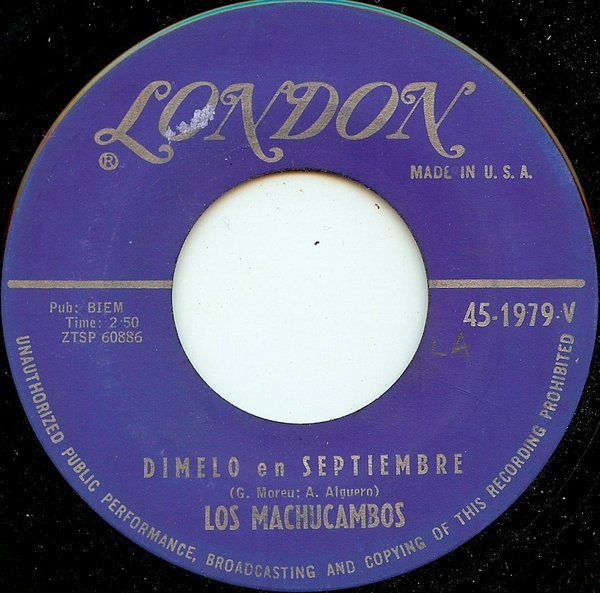 LONDON
®
MADE IN U.S.A.
Pub: BIEM
Time: 2:50
ZTSP 60886
45-1979-V
LA
DIMELO en SEPTIEMBRE
(G. Moreu: A. Alguero)
LOS MACHUCAMBOS
UNAUTHORIZED PUBLIC PERFORMANCE, BROADCASTING AND COPYING OF THIS RECORDING PROHIBITED